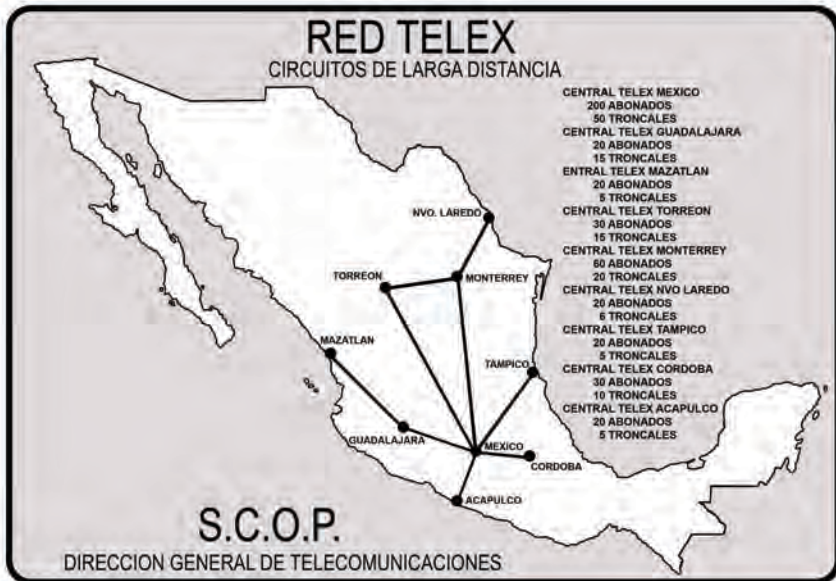 RED TELEX
CIRCUITOS DE LARGA DISTANCIA
CENTRAL TELEX MEXICO
200 ABONADOS
50 TRONCALES
CENTRAL TELEX GUADALAJARA
20 ABONADOS
15 TRONCALES
ENTRAL TELEX MAZATLAN
20 ABONADOS
5 TRONCALES
CENTRAL TELEX TORREON
30 ABONADOS
15 TRONCALES
CENTRAL TELEX MONTERREY
60 ABONADOS
20 TRONCALES
CENTRAL TELEX NVO LAREDO
20 ABONADOS
6 TRONCALES
CENTRAL TELEX TAMPICO
20 ABONADOS
5 TRONCALES
CENTRAL TELEX CORDOBA
30 ABONADOS
10 TRONCALES
CENTRAL TELEX ACAPULCO
20 ABONADOS
5 TRONCALES
NVO. LAREDO
TORREON
MONTERREY
MAZATLAN
TAMPICO
GUADALAJARA
MEXICO
CORDOBA
ACAPULCO
S.C.O.P.
DIRECCION GENERAL DE TELECOMUNICACIONES